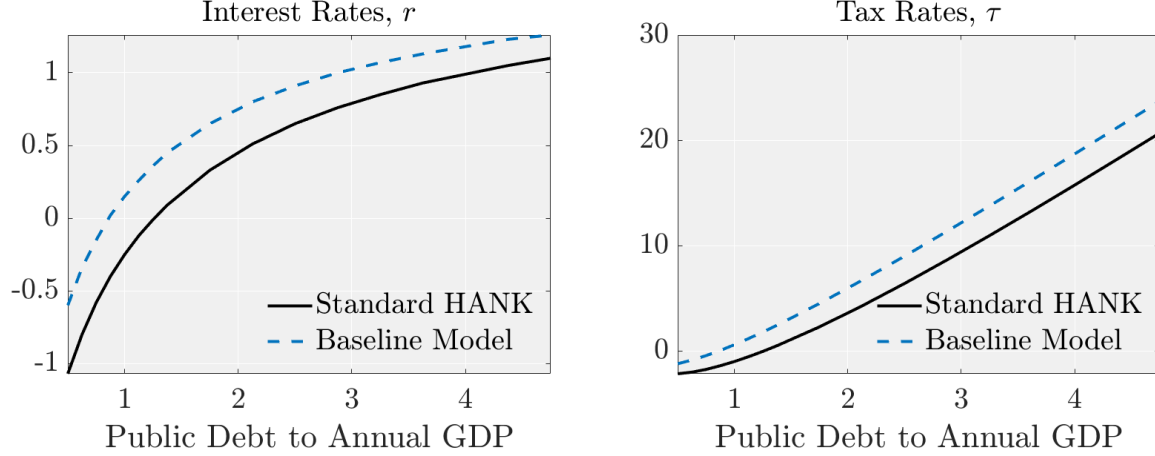 Interest Rates, r
1
0.5
0
-0.5
-1
Standard HANK
Baseline Model
1 2 3 4
Public Debt to Annual GDP
Tax Rates, τ
30
20
10
0
Standard HANK
Baseline Model
1 2 3 4
Public Debt to Annual GDP